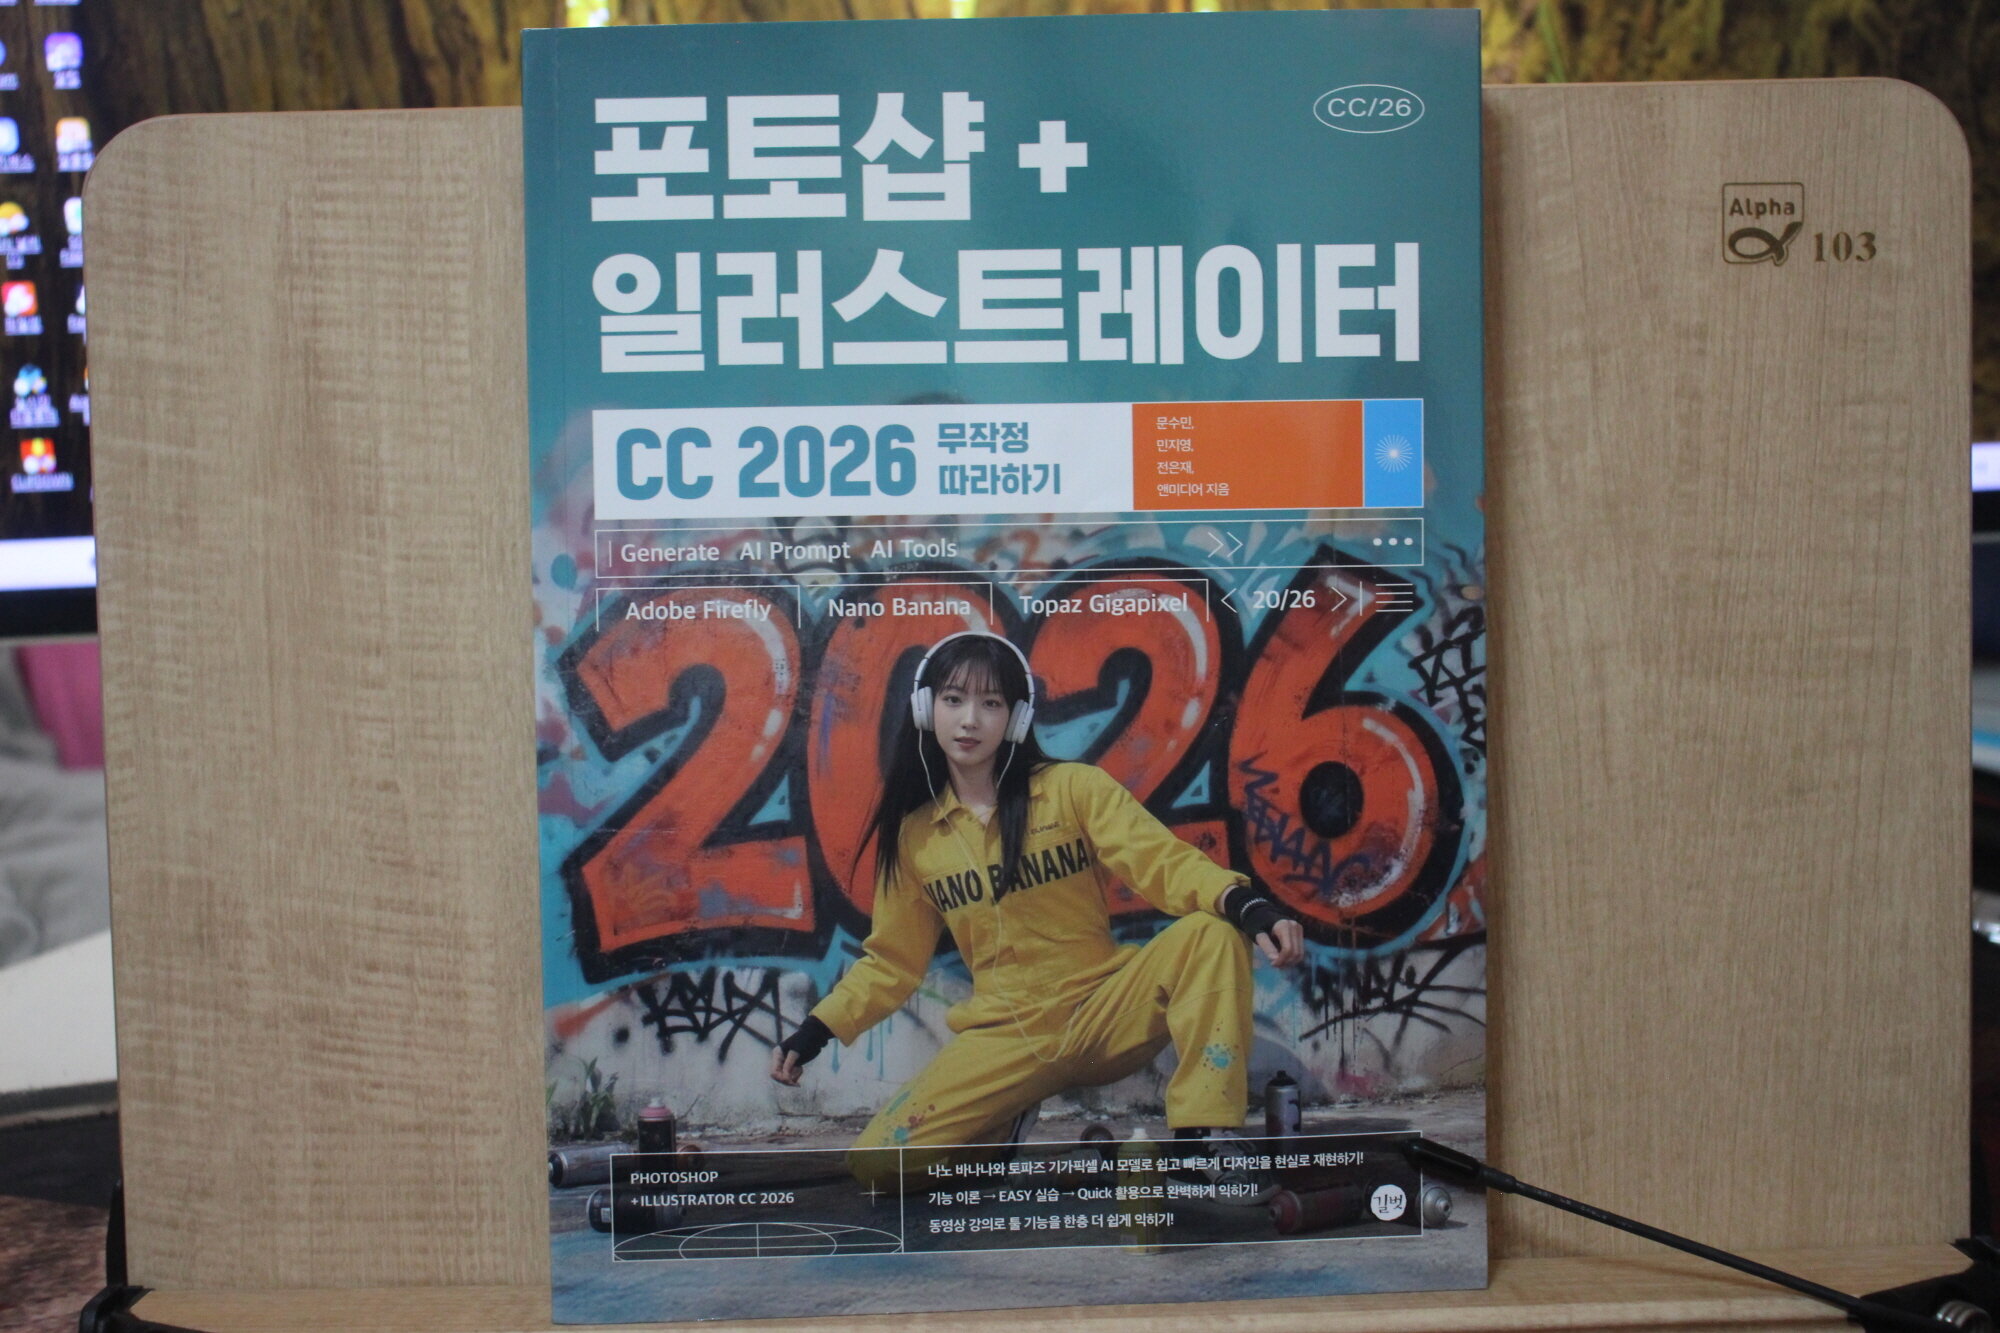 포토샵 +
CC/26
일러스트레이터
CC 2026 무작정
따라하기
문수민,
민지영,
전은재,
앤미디어 지음
Generate AI Prompt AI Tools
Adobe Firefly Nano Banana Topaz Gigapixel 20/26
2026
NANO BANANA
PHOTOSHOP
+ILLUSTRATOR CC 2026
나노 바나나와 토파즈 기가픽셀 AI 모델로 쉽고 빠르게 디자인을 현실로 재현하기!
기능 이론 → EASY 실습 → Quick 활용으로 완벽하게 익히기!
동영상 강의로 툴 기능을 한층 더 쉽게 익히기!
길벗
Alpha
103